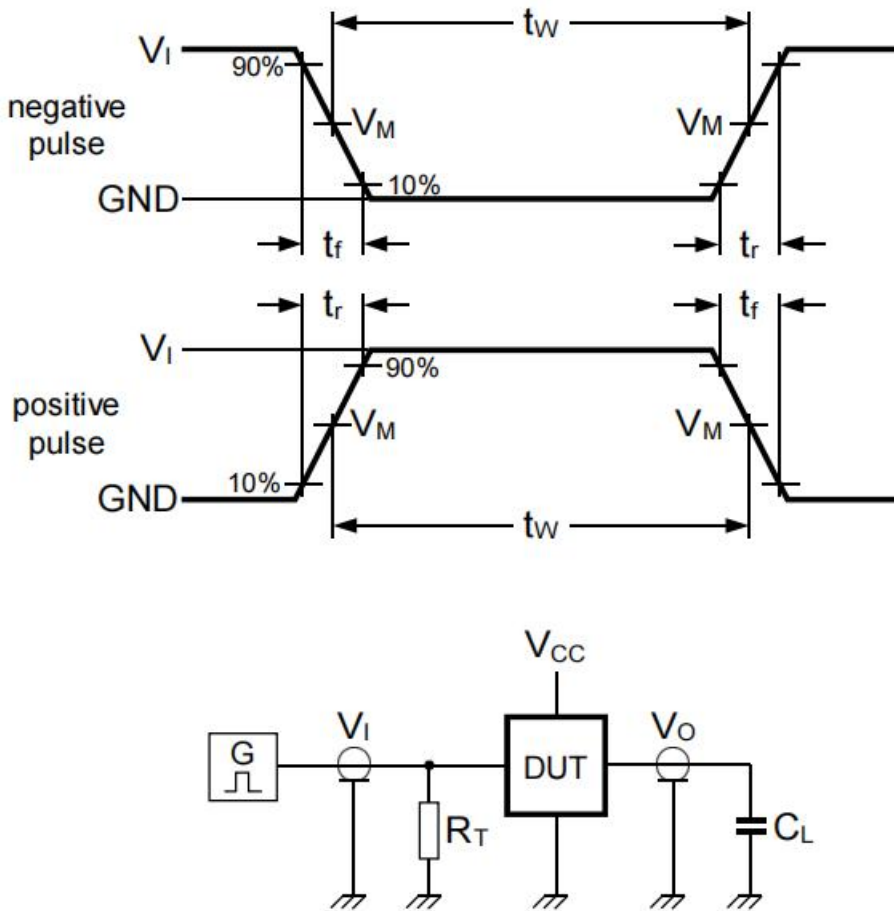 tW
VI
90%
negative
pulse
VM
VM
10%
GND
tf
tr
tr
tf
VI
90%
positive
pulse
VM
VM
10%
GND
tW
VCC
VI
VO
G
DUT
RT
CL